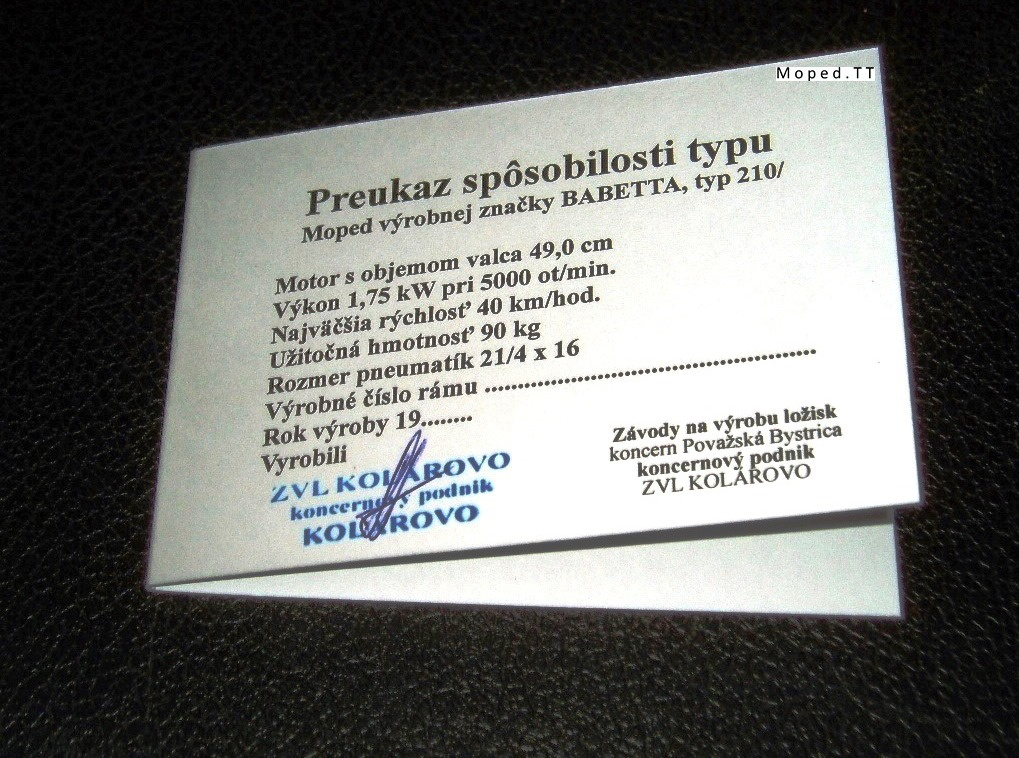 Moped.TT
Preukaz spôsobilosti typu
Moped výrobnej značky BABETTA, typ 210/
Motor s objemom valca 49,0 cm
Výkon 1,75 kW pri 5000 ot/min.
Najväčšia rýchlosť 40 km/hod.
Užitočná hmotnosť 90 kg
Rozmer pneumatík 21/4 x 16
Výrobné číslo rámu ........................................................
Rok výroby 19........
Vyrobili
ZVL KOLÁROVO
koncernový podnik
KOLÁROVO
Závody na výrobu ložisk
koncern Považská Bystrica
koncernový podnik
ZVL KOLÁROVO